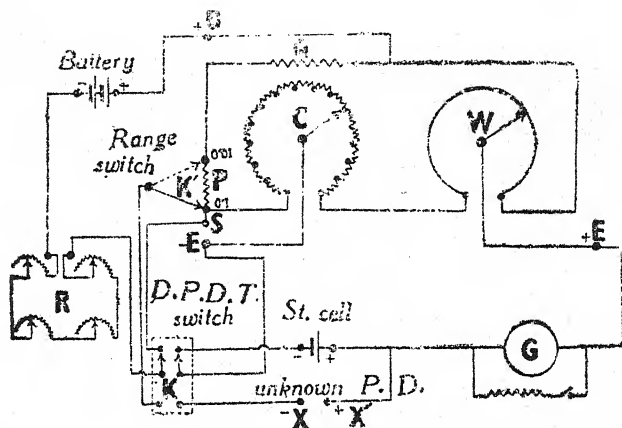 +B
Battery
- +
C
W
Range
switch
0.01
K'
P
1.0
S
-E
+E
R
D.P.D.T.
switch
St. cell
- +
G
K
unknown P.D.
-X +X'